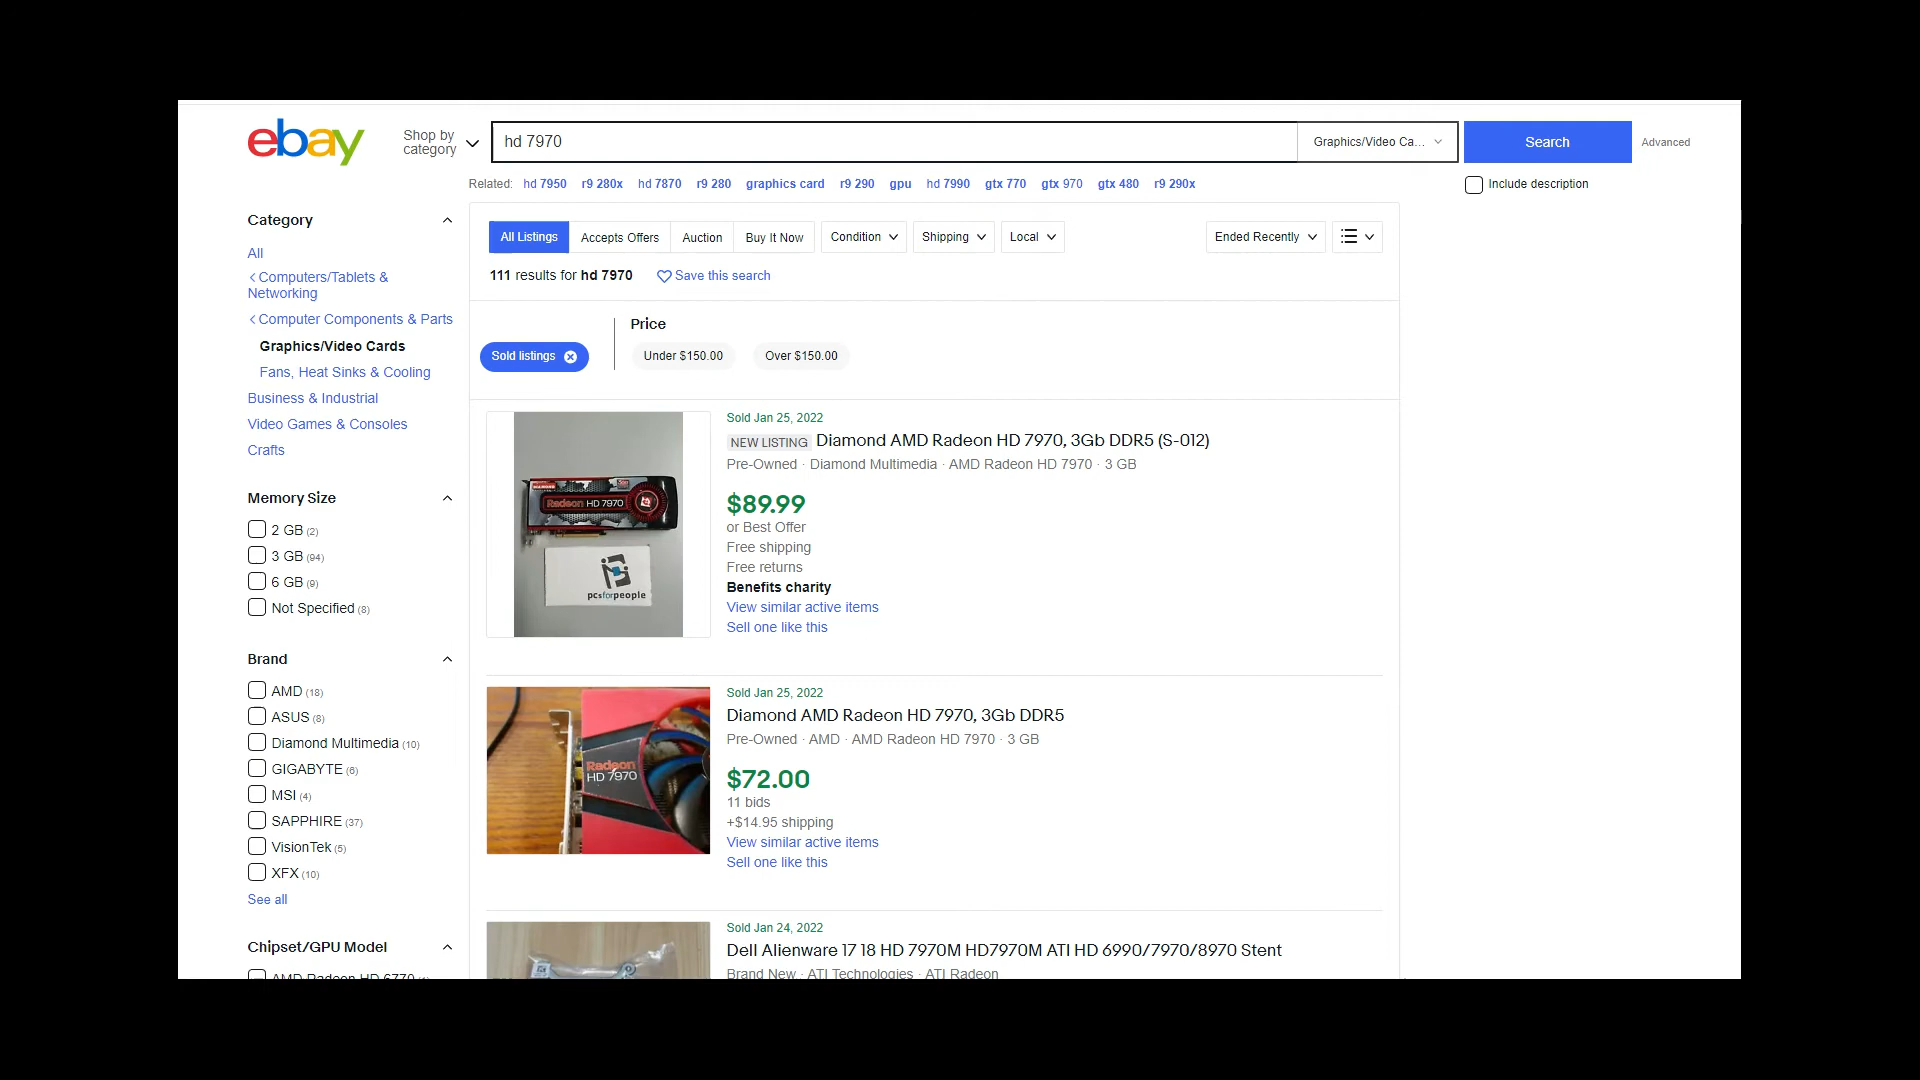 ebay
Shop by
category
hd 7970
Graphics/Video Ca...
Search
Advanced
Related: hd 7950 r9 280x hd 7870 r9 280 graphics card r9 290 gpu hd 7990 gtx 770 gtx 970 gtx 480 r9 290x
Include description
Category
All
Computers/Tablets &
Networking
Computer Components & Parts
Graphics/Video Cards
Fans, Heat Sinks & Cooling
Business & Industrial
Video Games & Consoles
Crafts
Memory Size
2 GB (2)
3 GB (94)
6 GB (9)
Not Specified (8)
Brand
AMD (18)
ASUS (8)
Diamond Multimedia (10)
GIGABYTE (6)
MSI (4)
SAPPHIRE (37)
VisionTek (5)
XFX (10)
See all
Chipset/GPU Model
AMD Radeon HD 6770
All Listings
Accepts Offers
Auction
Buy It Now
Condition
Shipping
Local
Ended Recently
111 results for hd 7970
Save this search
Sold listings
Price
Under $150.00
Over $150.00
Radeon HD 7970
pcsforpeople
Sold Jan 25, 2022
NEW LISTING Diamond AMD Radeon HD 7970, 3Gb DDR5 (S-012)
Pre-Owned · Diamond Multimedia · AMD Radeon HD 7970 · 3 GB
$89.99
or Best Offer
Free shipping
Free returns
Benefits charity
View similar active items
Sell one like this
Radeon
HD 7970
Sold Jan 25, 2022
Diamond AMD Radeon HD 7970, 3Gb DDR5
Pre-Owned · AMD · AMD Radeon HD 7970 · 3 GB
$72.00
11 bids
+$14.95 shipping
View similar active items
Sell one like this
Sold Jan 24, 2022
Dell Alienware 17 18 HD 7970M HD7970M ATI HD 6990/7970/8970 Stent
Brand New · ATI Technologies · ATI Radeon